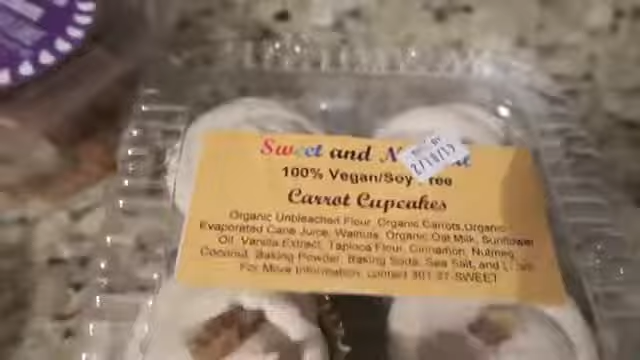 Sweet and
100% Vegan/Soy Free
Carrot Cupcakes
Organic Unbleached Flour, Organic Carrots, Organic
Evaporated Cane Juice, Walnuts, Organic Oat Milk, Sunflower
Oil, Vanilla Extract, Tapioca Flour, Cinnamon, Nutmeg,
Coconut, Baking Powder, Baking Soda, Sea Salt, and
For More Information, contact 301-27-SWEET